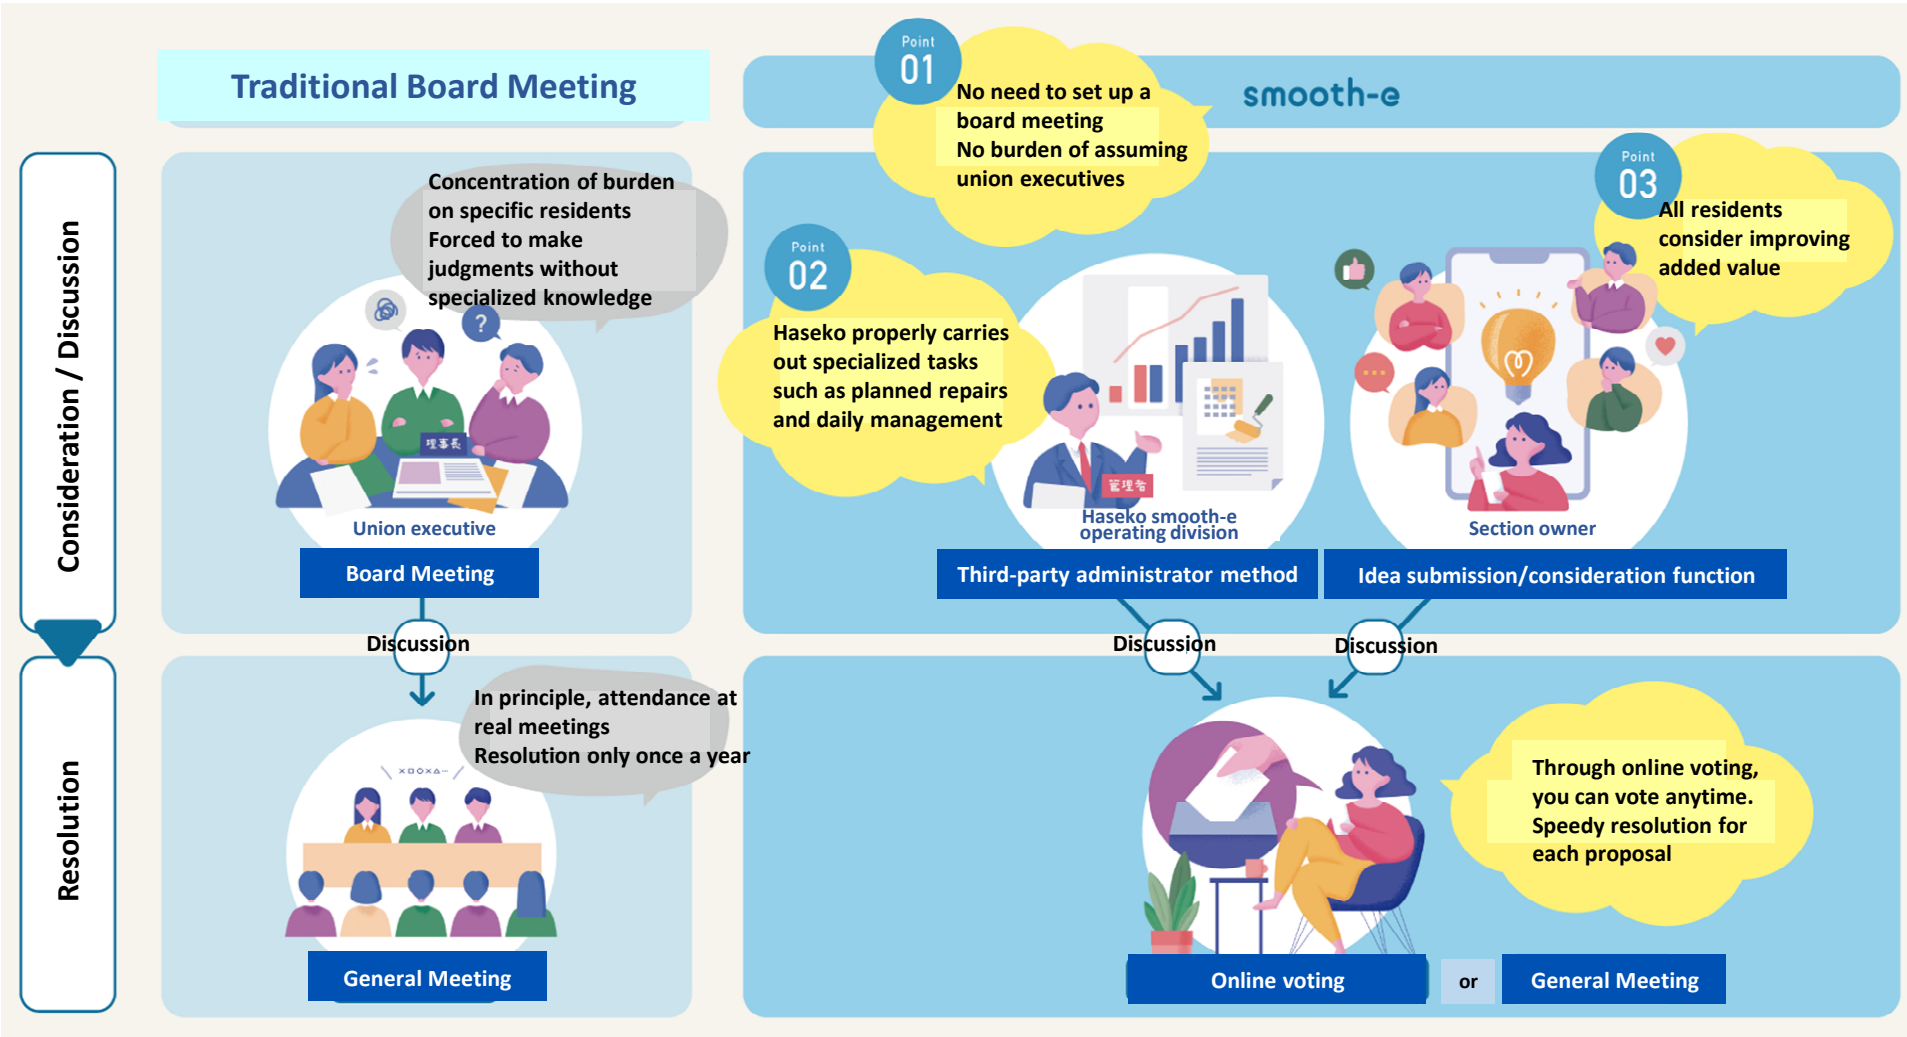 Traditional Board Meeting
smooth-e
Point
01
No need to set up a
board meeting
No burden of assuming
union executives
Consideration / Discussion
Concentration of burden
on specific residents
Forced to make
judgments without
specialized knowledge
?
理事長
Union executive
Board Meeting
Point
02
Haseko properly carries
out specialized tasks
such as planned repairs
and daily management
管理者
Haseko smooth-e
operating division
Third-party administrator method
Point
03
All residents
consider improving
added value
Section owner
Idea submission/consideration function
Discussion
Discussion
Discussion
Resolution
In principle, attendance at
real meetings
Resolution only once a year
General Meeting
Through online voting,
you can vote anytime.
Speedy resolution for
each proposal
Online voting
or
General Meeting